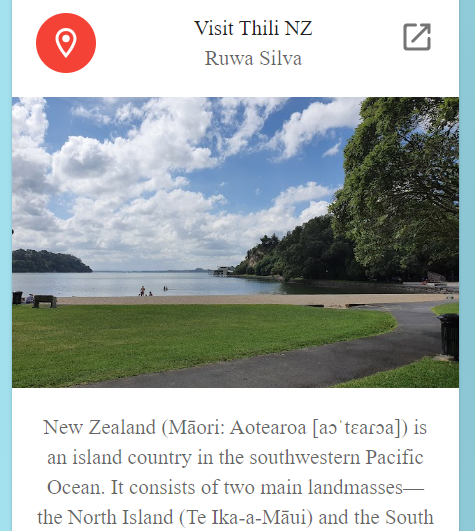 Visit Thili NZ
Ruwa Silva
New Zealand (Māori: Aotearoa [aɔˈtɛaɾɔa]) is
an island country in the southwestern Pacific
Ocean. It consists of two main landmasses—
the North Island (Te Ika-a-Māui) and the South